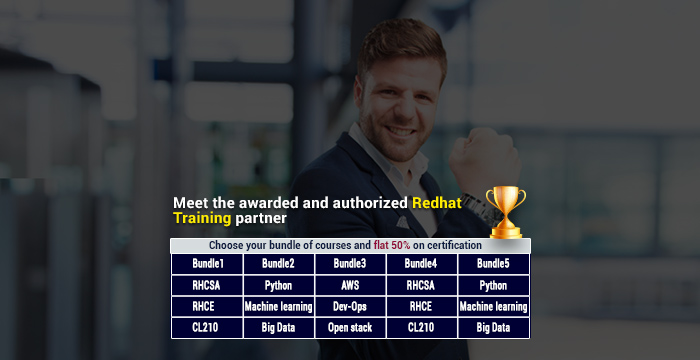 Meet the awarded and authorized Redhat
Training partner
Choose your bundle of courses and flat 50% on certification
Bundle1 Bundle2 Bundle3 Bundle4 Bundle5
RHCSA Python AWS RHCSA Python
RHCE Machine learning Dev-Ops RHCE Machine learning
CL210 Big Data Open stack CL210 Big Data